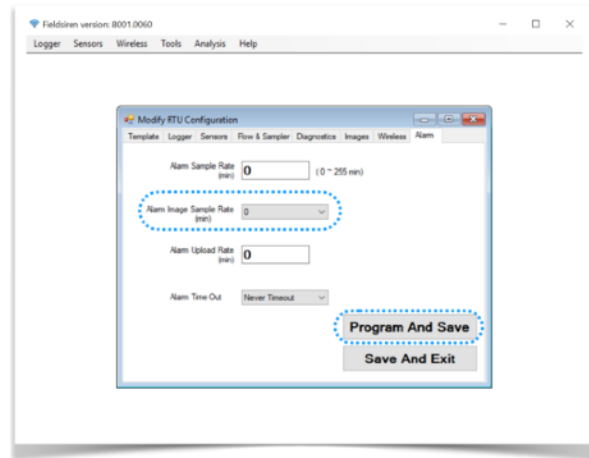 Fieldsiren version: 8001.0060
Logger Sensors Wireless Tools Analysis Help
Modify RTU Configuration
Template Logger Sensors Flow & Sampler Diagnostics Images Wireless Alarm
Alarm Sample Rate
(min)
0
( 0 ~ 255 min)
Alarm Image Sample Rate
(min)
0
Alarm Upload Rate
(min)
0
Alarm Time Out
Never Timeout
Program And Save
Save And Exit